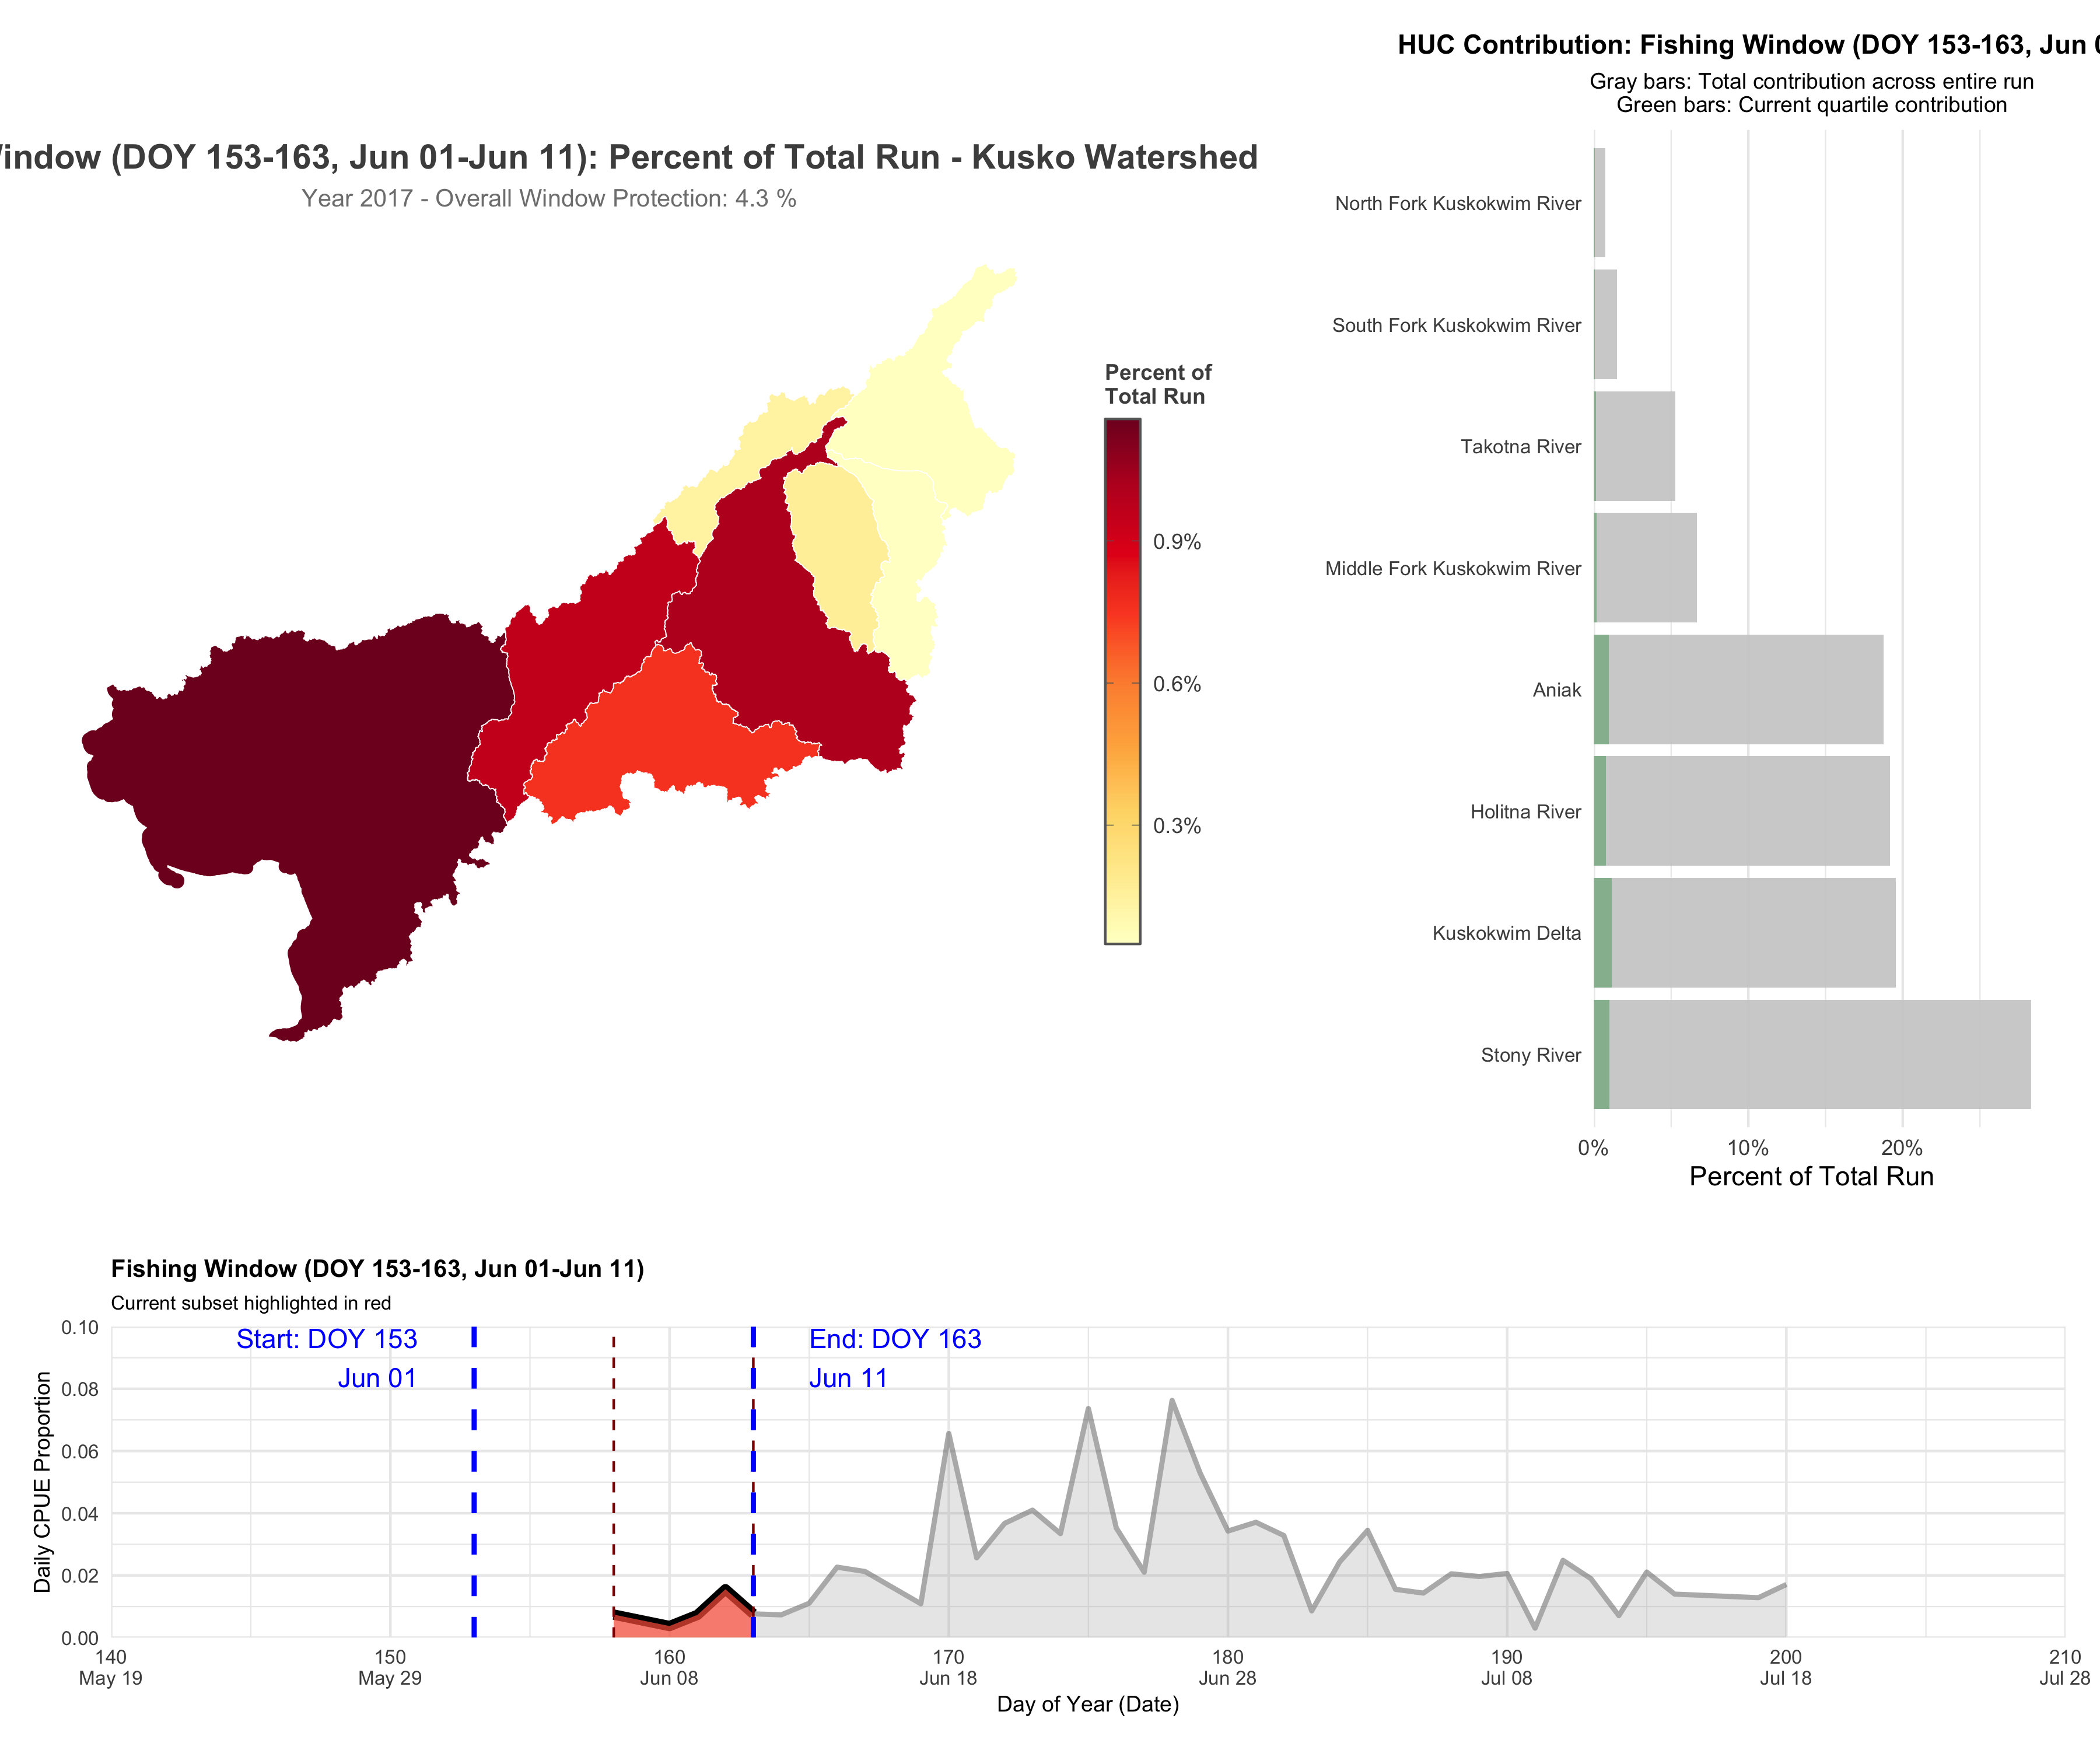 HUC Contribution: Fishing Window (DOY 153-163, Jun
Gray bars: Total contribution across entire run
Green bars: Current quartile contribution
(DOY 153-163, Jun 01-Jun 11): Percent of Total Run - Kusko Watershed
Year 2017 - Overall Window Protection: 4.3 %
Percent of
Total Run
0.9%
0.6%
0.3%
North Fork Kuskokwim River
South Fork Kuskokwim River
Takotna River
Middle Fork Kuskokwim River
Aniak
Holitna River
Kuskokwim Delta
Stony River
0%
10%
20%
Percent of Total Run
Fishing Window (DOY 153-163, Jun 01-Jun 11)
Current subset highlighted in red
Start: DOY 153
Jun 01
End: DOY 163
Jun 11
Daily CPUE Proportion
0.10
0.08
0.06
0.04
0.02
0.00
140
May 19
150
May 29
160
Jun 08
170
Jun 18
180
Jun 28
190
Jul 08
200
Jul 18
210
Jul 28
Day of Year (Date)